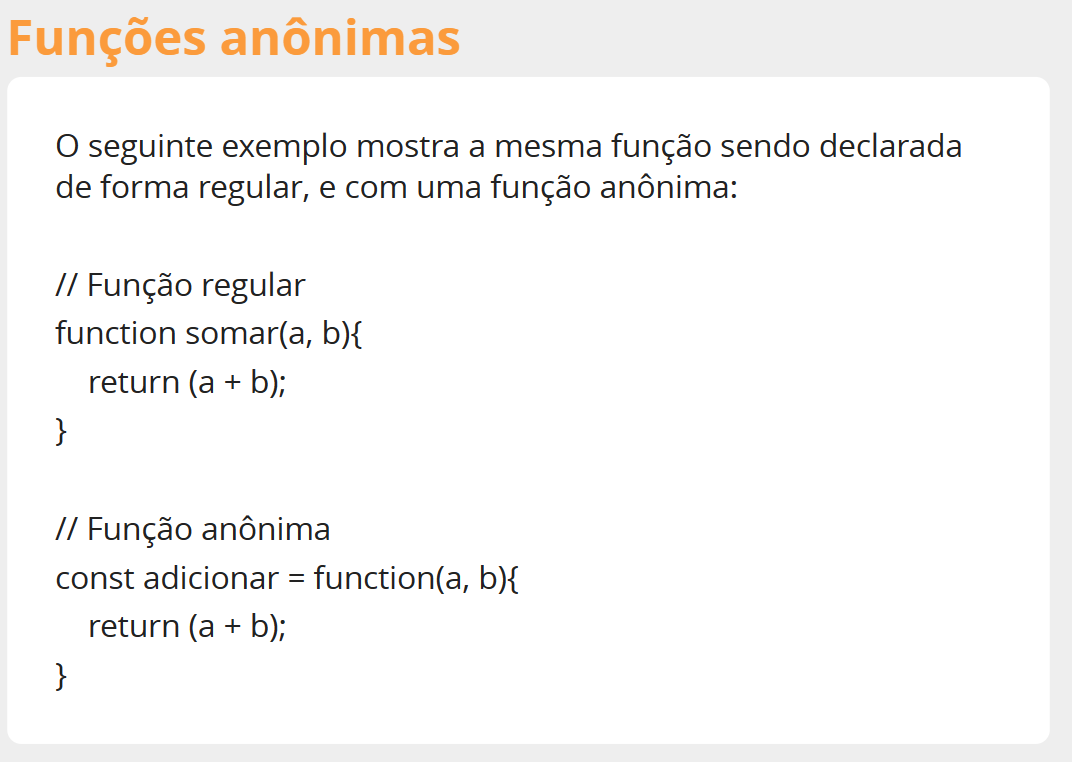 Funções anônimas
O seguinte exemplo mostra a mesma função sendo declarada
de forma regular, e com uma função anônima:
// Função regular
function somar(a, b){
return (a + b);
}
// Função anônima
const adicionar = function(a, b){
return (a + b);
}